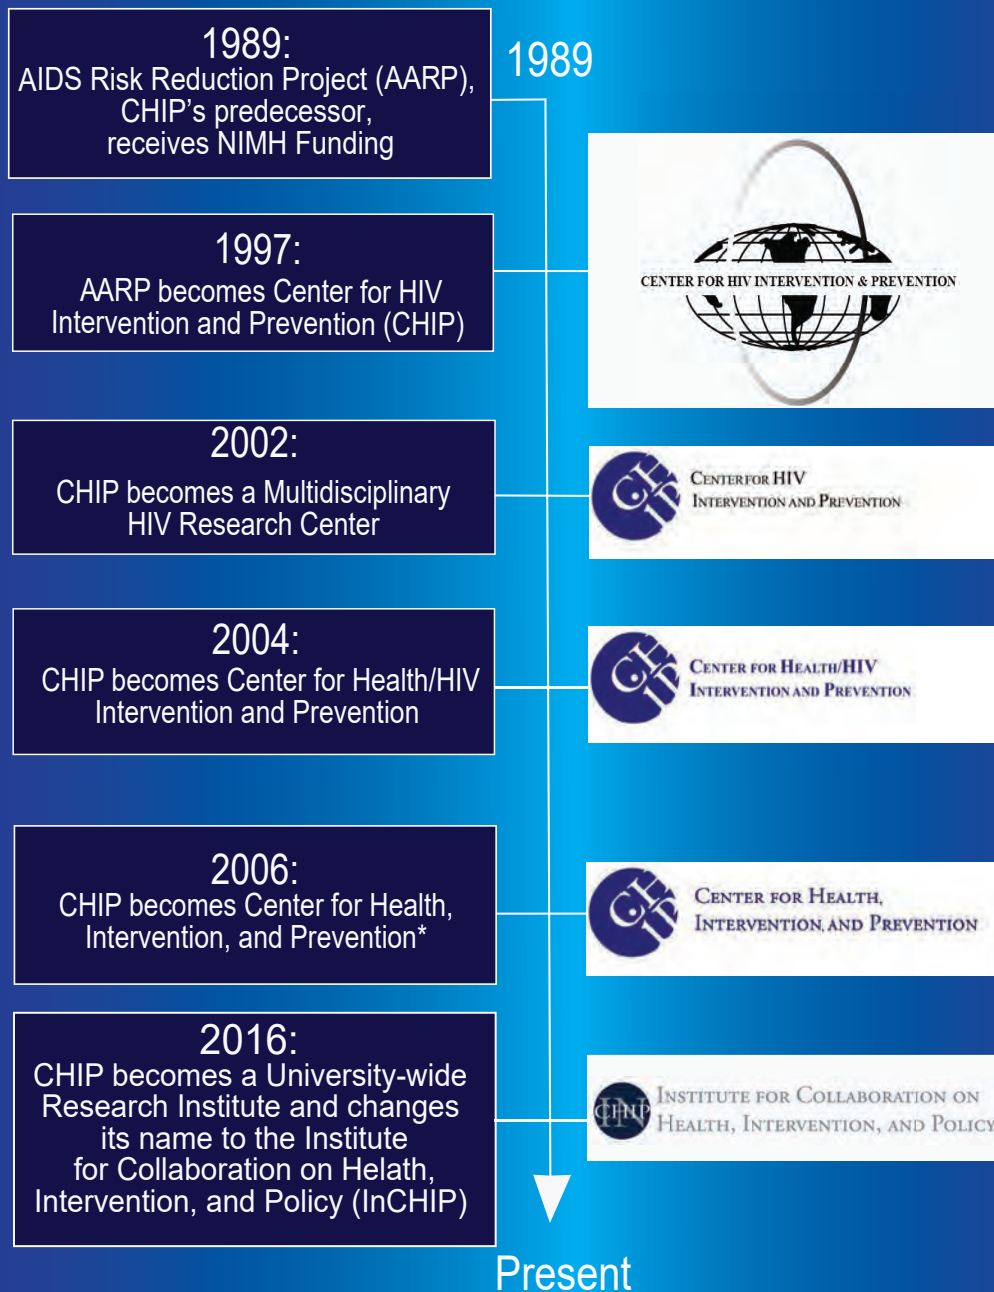 1989:
AIDS Risk Reduction Project (AARP),
CHIP's predecessor,
receives NIMH Funding
1989
1997:
AARP becomes Center for HIV
Intervention and Prevention (CHIP)
CENTER FOR HIV INTERVENTION & PREVENTION
2002:
CHIP becomes a Multidisciplinary
HIV Research Center
CHIP
CENTER FOR HIV
INTERVENTION AND PREVENTION
2004:
CHIP becomes Center for Health/HIV
Intervention and Prevention
CHIP
CENTER FOR HEALTH/HIV
INTERVENTION AND PREVENTION
2006:
CHIP becomes Center for Health,
Intervention, and Prevention*
CHIP
CENTER FOR HEALTH,
INTERVENTION, AND PREVENTION
2016:
CHIP becomes a University-wide
Research Institute and changes
its name to the Institute
for Collaboration on Helath,
Intervention, and Policy (InCHIP)
IN
CHIP
INSTITUTE FOR COLLABORATION ON
HEALTH, INTERVENTION, AND POLICY
Present